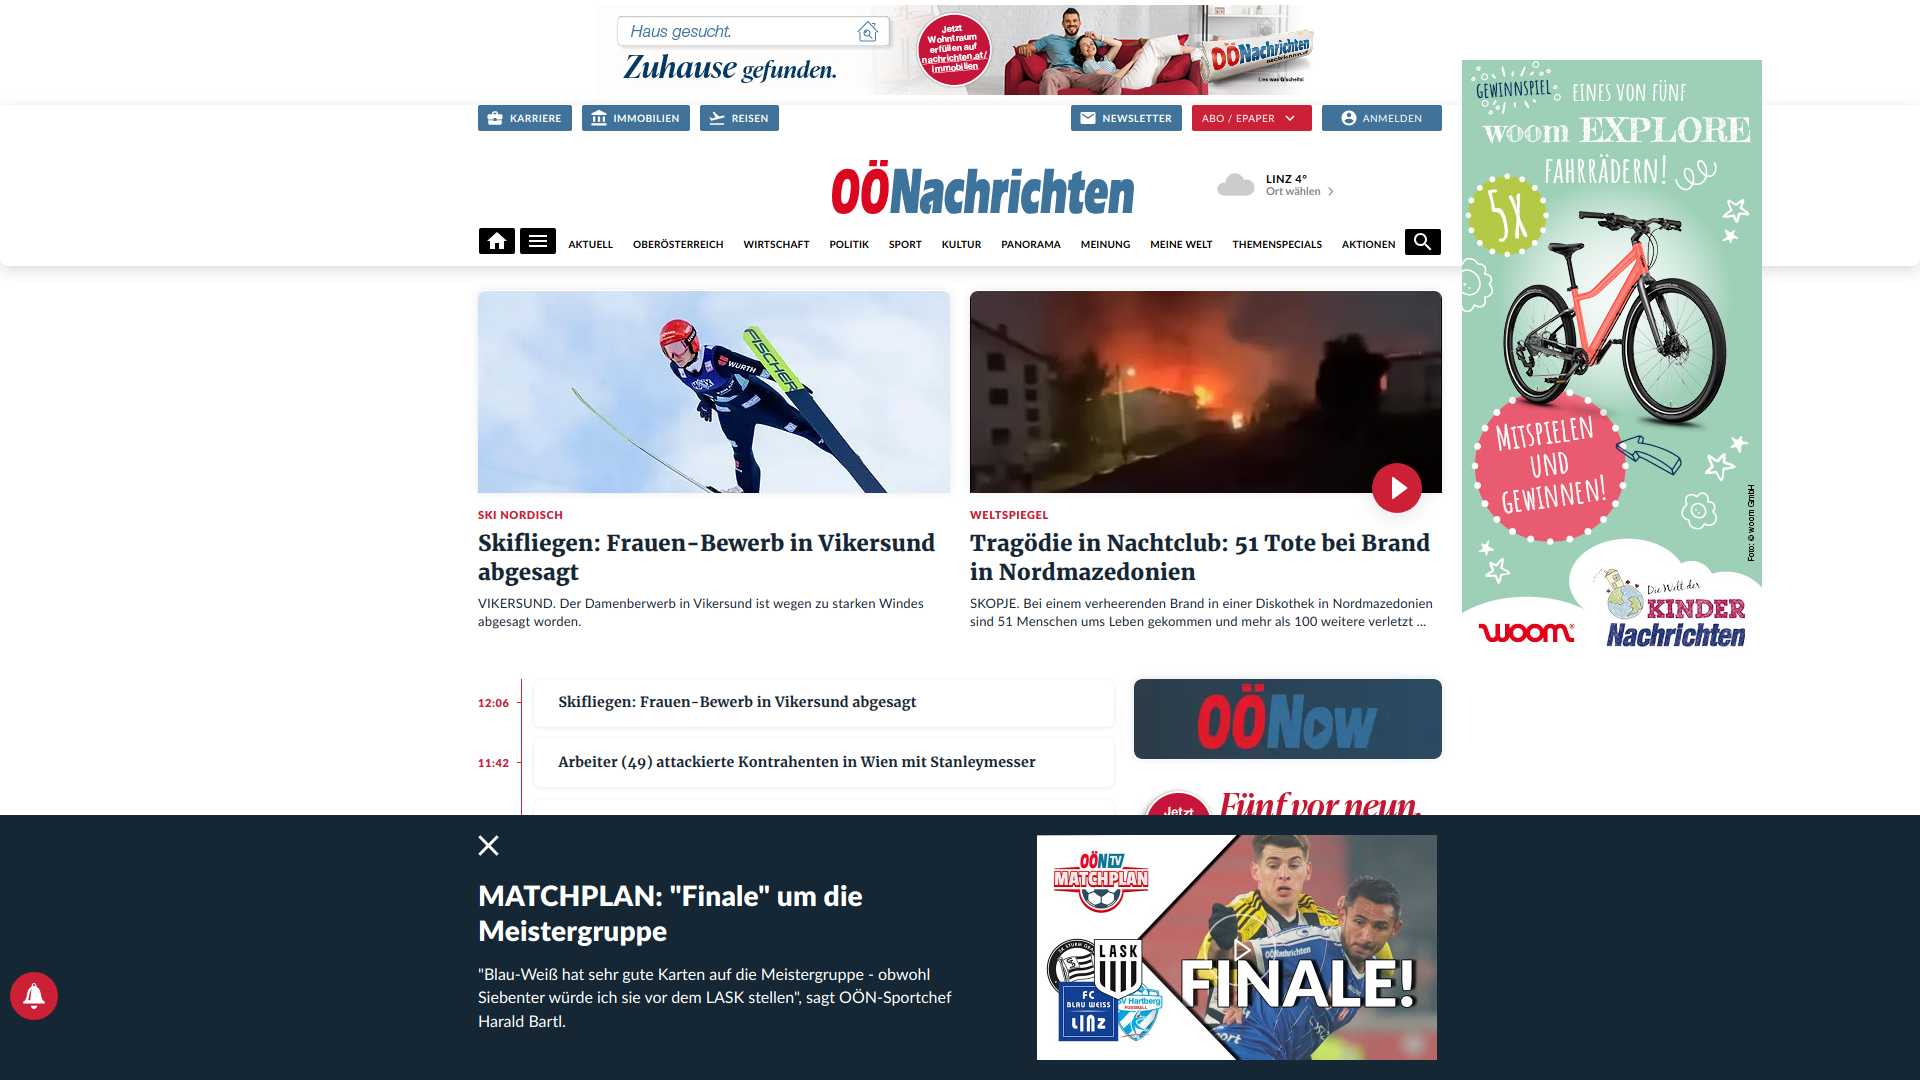 Haus gesucht.
Zuhause gefunden.
Jetzt
Wohntraum
erfüllen auf
nachrichten.at/
immobilien
OÖNachrichten
Lies was Gscheits!
KARRIERE
IMMOBILIEN
REISEN
NEWSLETTER
ABO / EPAPER
ANMELDEN
OÖNachrichten
LINZ 4°
Ort wählen
AKTUELL
OBERÖSTERREICH
WIRTSCHAFT
POLITIK
SPORT
KULTUR
PANORAMA
MEINUNG
MEINE WELT
THEMENSPECIALS
AKTIONEN
GEWINNSPIEL
EINES VON FÜNF
woom EXPLORE
FAHRRÄDERN!
5X
MITSPIELEN
UND
GEWINNEN!
Foto: © woom GmbH
woom
Die Welt der
KINDER
Nachrichten
FISCHER
WÜRTH
SKI NORDISCH
Skifliegen: Frauen-Bewerb in Vikersund
abgesagt
VIKERSUND. Der Damenberwerb in Vikersund ist wegen zu starken Windes
abgesagt worden.
WELTSPIEGEL
Tragödie in Nachtclub: 51 Tote bei Brand
in Nordmazedonien
SKOPJE. Bei einem verheerenden Brand in einer Diskothek in Nordmazedonien
sind 51 Menschen ums Leben gekommen und mehr als 100 weitere verletzt ...
12:06
Skifliegen: Frauen-Bewerb in Vikersund abgesagt
11:42
Arbeiter (49) attackierte Kontrahenten in Wien mit Stanleymesser
OÖNow
Jetzt
Fünf vor neun.
MATCHPLAN: "Finale" um die
Meistergruppe
"Blau-Weiß hat sehr gute Karten auf die Meistergruppe - obwohl
Siebenter würde ich sie vor dem LASK stellen", sagt OÖN-Sportchef
Harald Bartl.
OÖN TV
MATCHPLAN
LASK
FC
BLAU WEISS
LINZ
SV Hartberg
FUSSBALL
OÖNachrichten
FINALE!